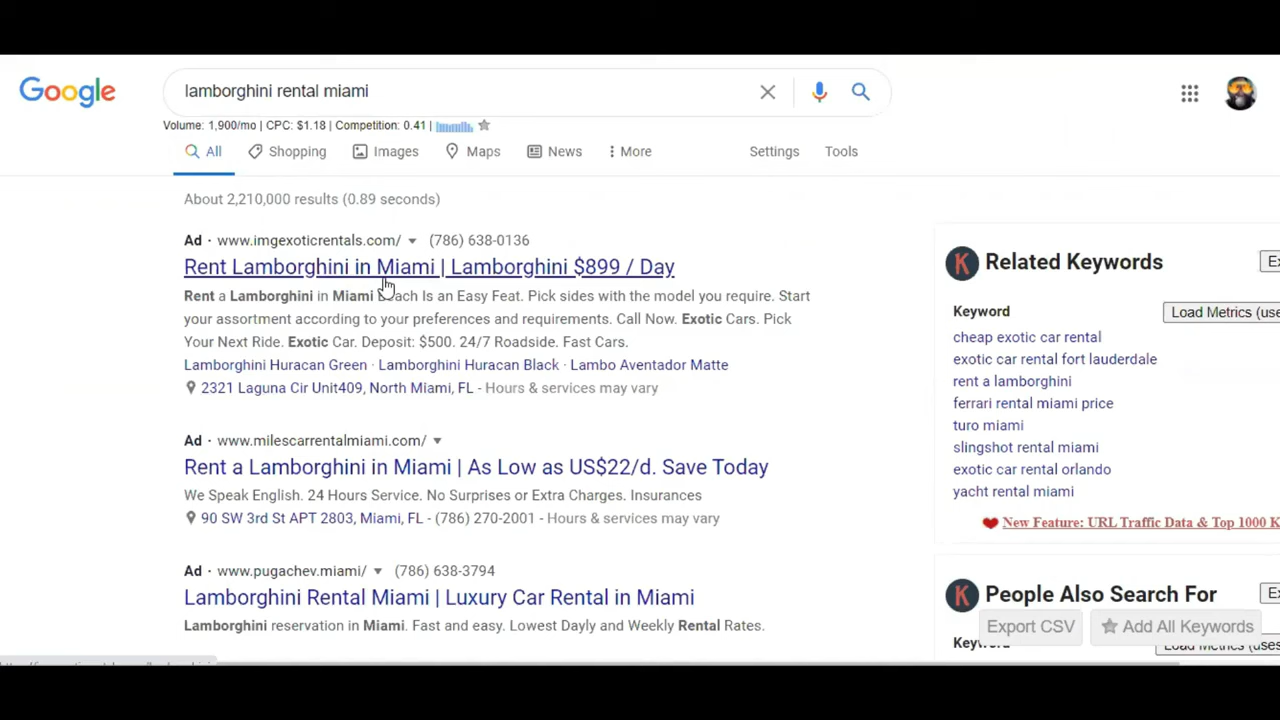 Google
lamborghini rental miami
Volume: 1,900/mo | CPC: $1.18 | Competition: 0.41 |
All
Shopping
Images
Maps
News
More
Settings
Tools
About 2,210,000 results (0.89 seconds)
Ad · www.imgexoticrentals.com/ (786) 638-0136
Rent Lamborghini in Miami | Lamborghini $899 / Day
Rent a Lamborghini in Miami Beach Is an Easy Feat. Pick sides with the model you require. Start
your assortment according to your preferences and requirements. Call Now. Exotic Cars. Pick
Your Next Ride. Exotic Car. Deposit: $500. 24/7 Roadside. Fast Cars.
Lamborghini Huracan Green · Lamborghini Huracan Black · Lambo Aventador Matte
2321 Laguna Cir Unit409, North Miami, FL - Hours & services may vary
Ad · www.milescarrentalmiami.com/
Rent a Lamborghini in Miami | As Low as US$22/d. Save Today
We Speak English. 24 Hours Service. No Surprises or Extra Charges. Insurances
90 SW 3rd St APT 2803, Miami, FL - (786) 270-2001 - Hours & services may vary
Ad · www.pugachev.miami/ (786) 638-3794
Lamborghini Rental Miami | Luxury Car Rental in Miami
Lamborghini reservation in Miami. Fast and easy. Lowest Dayly and Weekly Rental Rates.
K
Related Keywords
Ex
Keyword
Load Metrics (use
cheap exotic car rental
exotic car rental fort lauderdale
rent a lamborghini
ferrari rental miami price
turo miami
slingshot rental miami
exotic car rental orlando
yacht rental miami
New Feature: URL Traffic Data & Top 1000 K
K
People Also Search For
Ex
Export CSV
Add All Keywords
Keyword
Load Metrics (uses